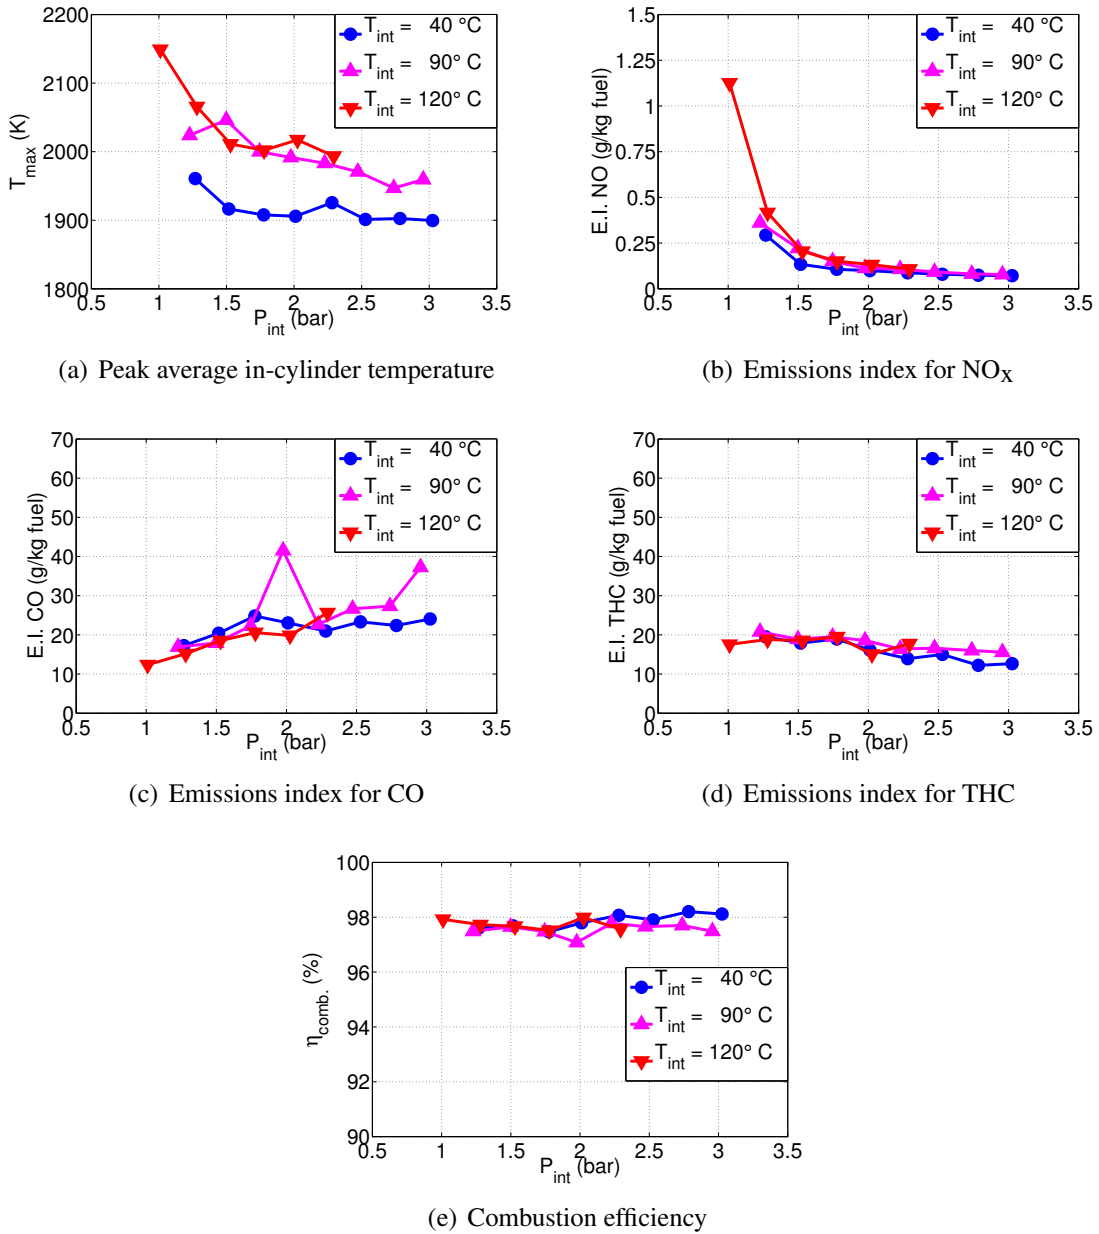 2200
2100
2000
1900
1800
0.5 1 1.5 2 2.5 3 3.5
T_max (K)
P_int (bar)
T_int = 40 °C
T_int = 90° C
T_int = 120° C
(a) Peak average in-cylinder temperature
1.5
1.25
1
0.75
0.5
0.25
0
0.5 1 1.5 2 2.5 3 3.5
E.I. NO (g/kg fuel)
P_int (bar)
T_int = 40 °C
T_int = 90° C
T_int = 120° C
(b) Emissions index for NOX
70
60
50
40
30
20
10
0
0.5 1 1.5 2 2.5 3 3.5
E.I. CO (g/kg fuel)
P_int (bar)
T_int = 40 °C
T_int = 90° C
T_int = 120° C
(c) Emissions index for CO
70
60
50
40
30
20
10
0
0.5 1 1.5 2 2.5 3 3.5
E.I. THC (g/kg fuel)
P_int (bar)
T_int = 40 °C
T_int = 90° C
T_int = 120° C
(d) Emissions index for THC
100
98
96
94
92
90
0.5 1 1.5 2 2.5 3 3.5
η_comb. (%)
P_int (bar)
T_int = 40 °C
T_int = 90° C
T_int = 120° C
(e) Combustion efficiency